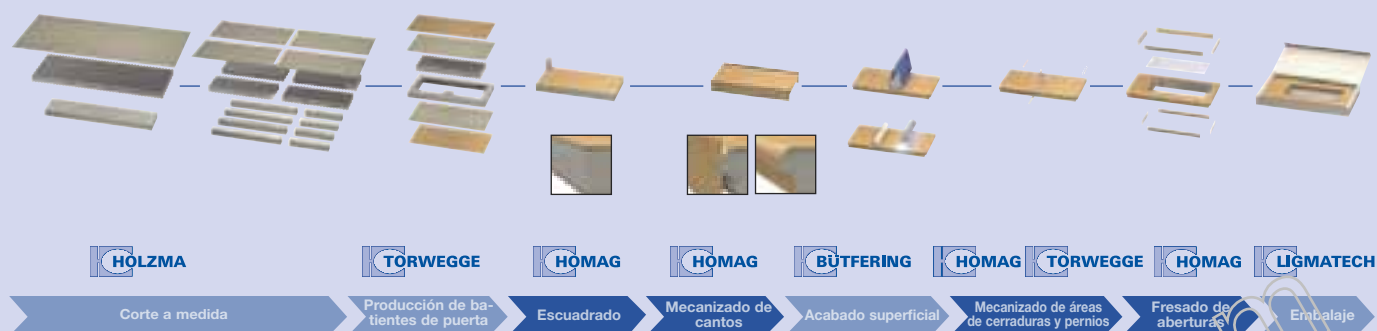 HOLZMA
TORWEGGE
HOMAG
HOMAG
BÜTFERING
HOMAG
TORWEGGE
HOMAG
LIGMATECH
Corte a medida
Producción de ba-
tientes de puerta
Escuadrado
Mecanizado de
cantos
Acabado superficial
Mecanizado de áreas
de cerraduras y pernios
Fresado de
aberturas
Embalaje